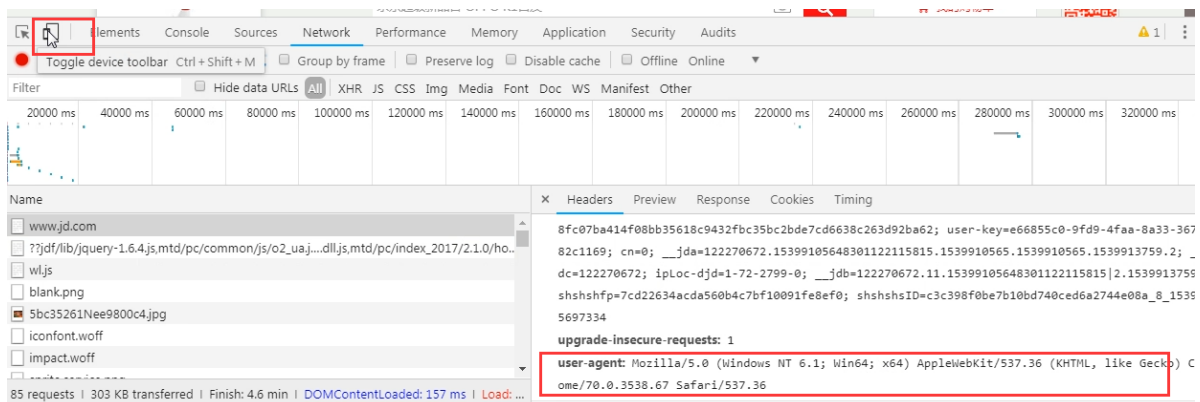 Elements Console Sources Network Performance Memory Application Security Audits 1
Toggle device toolbar Ctrl + Shift + M Group by frame Preserve log Disable cache Offline Online
Filter Hide data URLs All XHR JS CSS Img Media Font Doc WS Manifest Other
20000 ms 40000 ms 60000 ms 80000 ms 100000 ms 120000 ms 140000 ms 160000 ms 180000 ms 200000 ms 220000 ms 240000 ms 260000 ms 280000 ms 300000 ms 320000 ms
Name
× Headers Preview Response Cookies Timing
www.jd.com
??jdf/lib/jquery-1.6.4.js,mtd/pc/common/js/o2_ua.j....dll.js,mtd/pc/index_2017/2.1.0/ho...
wl.js
blank.png
5bc35261Nee9800c4.jpg
iconfont.woff
impact.woff
85 requests | 303 KB transferred | Finish: 4.6 min | DOMContentLoaded: 157 ms | Load: ...
8fc07ba414f08bb35618c9432fbc35bc2bde7cd6638c263d92ba62; user-key=e66855c0-9fd9-4faa-8a33-367
82c1169; cn=0; __jda=122270672.15399105648301122115815.1539910565.1539910565.1539913759.2; _
dc=122270672; ipLoc-djd=1-72-2799-0; __jdb=122270672.11.15399105648301122115815|2.1539913759
shshshfp=7cd22634acda560b4c7bf10091fe8ef0; shshshsID=c3c398f0be7b10bd740ced6a2744e08a_8_1539
5697334
upgrade-insecure-requests: 1
user-agent: Mozilla/5.0 (Windows NT 6.1; Win64; x64) AppleWebKit/537.36 (KHTML, like Gecko) C
ome/70.0.3538.67 Safari/537.36